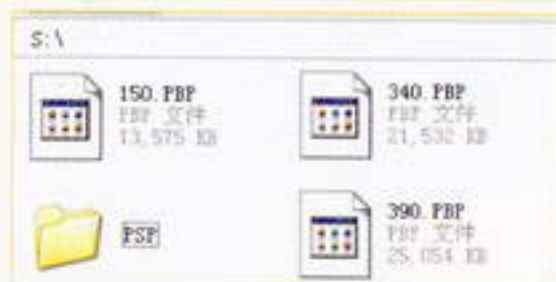 S:\
150.PBP
PBP 文件
13,575 KB
340.PBP
PBP 文件
21,532 KB
PSP
390.PBP
PBP 文件
25,054 KB